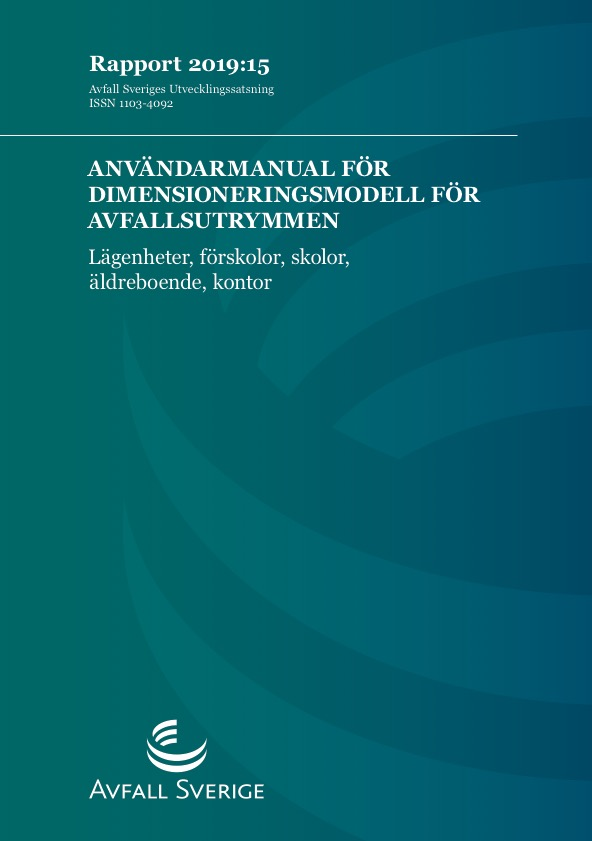 Rapport 2019:15
Avfall Sveriges Utvecklingssatsning
ISSN 1103-4092
ANVÄNDARMANUAL FÖR
DIMENSIONERINGSMODELL FÖR
AVFALLSUTRYMMEN
Lägenheter, förskolor, skolor,
äldreboende, kontor
AVFALL SVERIGE